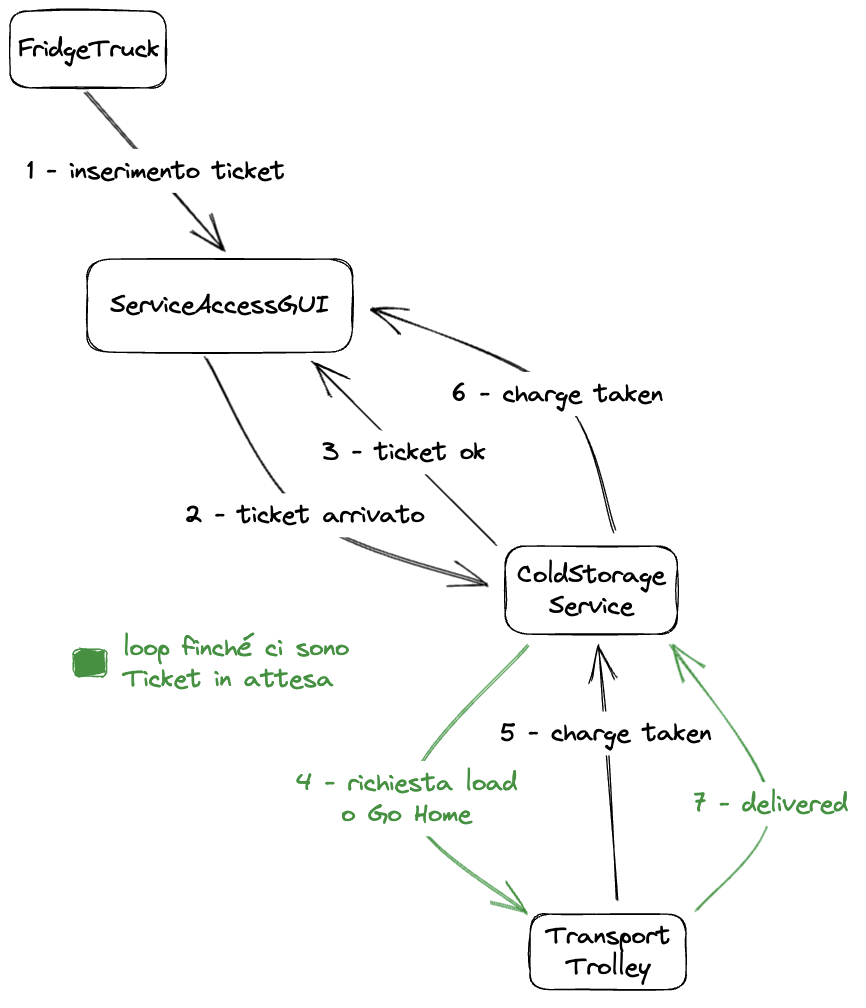 FridgeTruck
1 - inserimento ticket
ServiceAccessGUI
6 - charge taken
3 - ticket ok
2 - ticket arrivato
ColdStorage
Service
loop finché ci sono
Ticket in attesa
5 - charge taken
4 - richiesta load
o Go Home
7 - delivered
Transport
Trolley